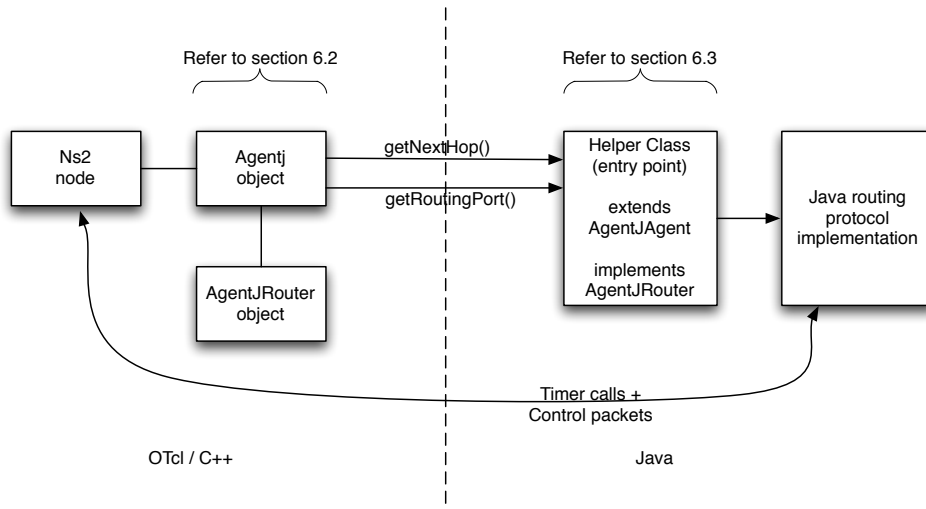 Refer to section 6.2
Refer to section 6.3
Ns2
node
Agentj
object
getNextHop()
getRoutingPort()
Helper Class
(entry point)
extends
AgentJAgent
implements
AgentJRouter
Java routing
protocol
implementation
AgentJRouter
object
Timer calls +
Control packets
OTcl / C++
Java